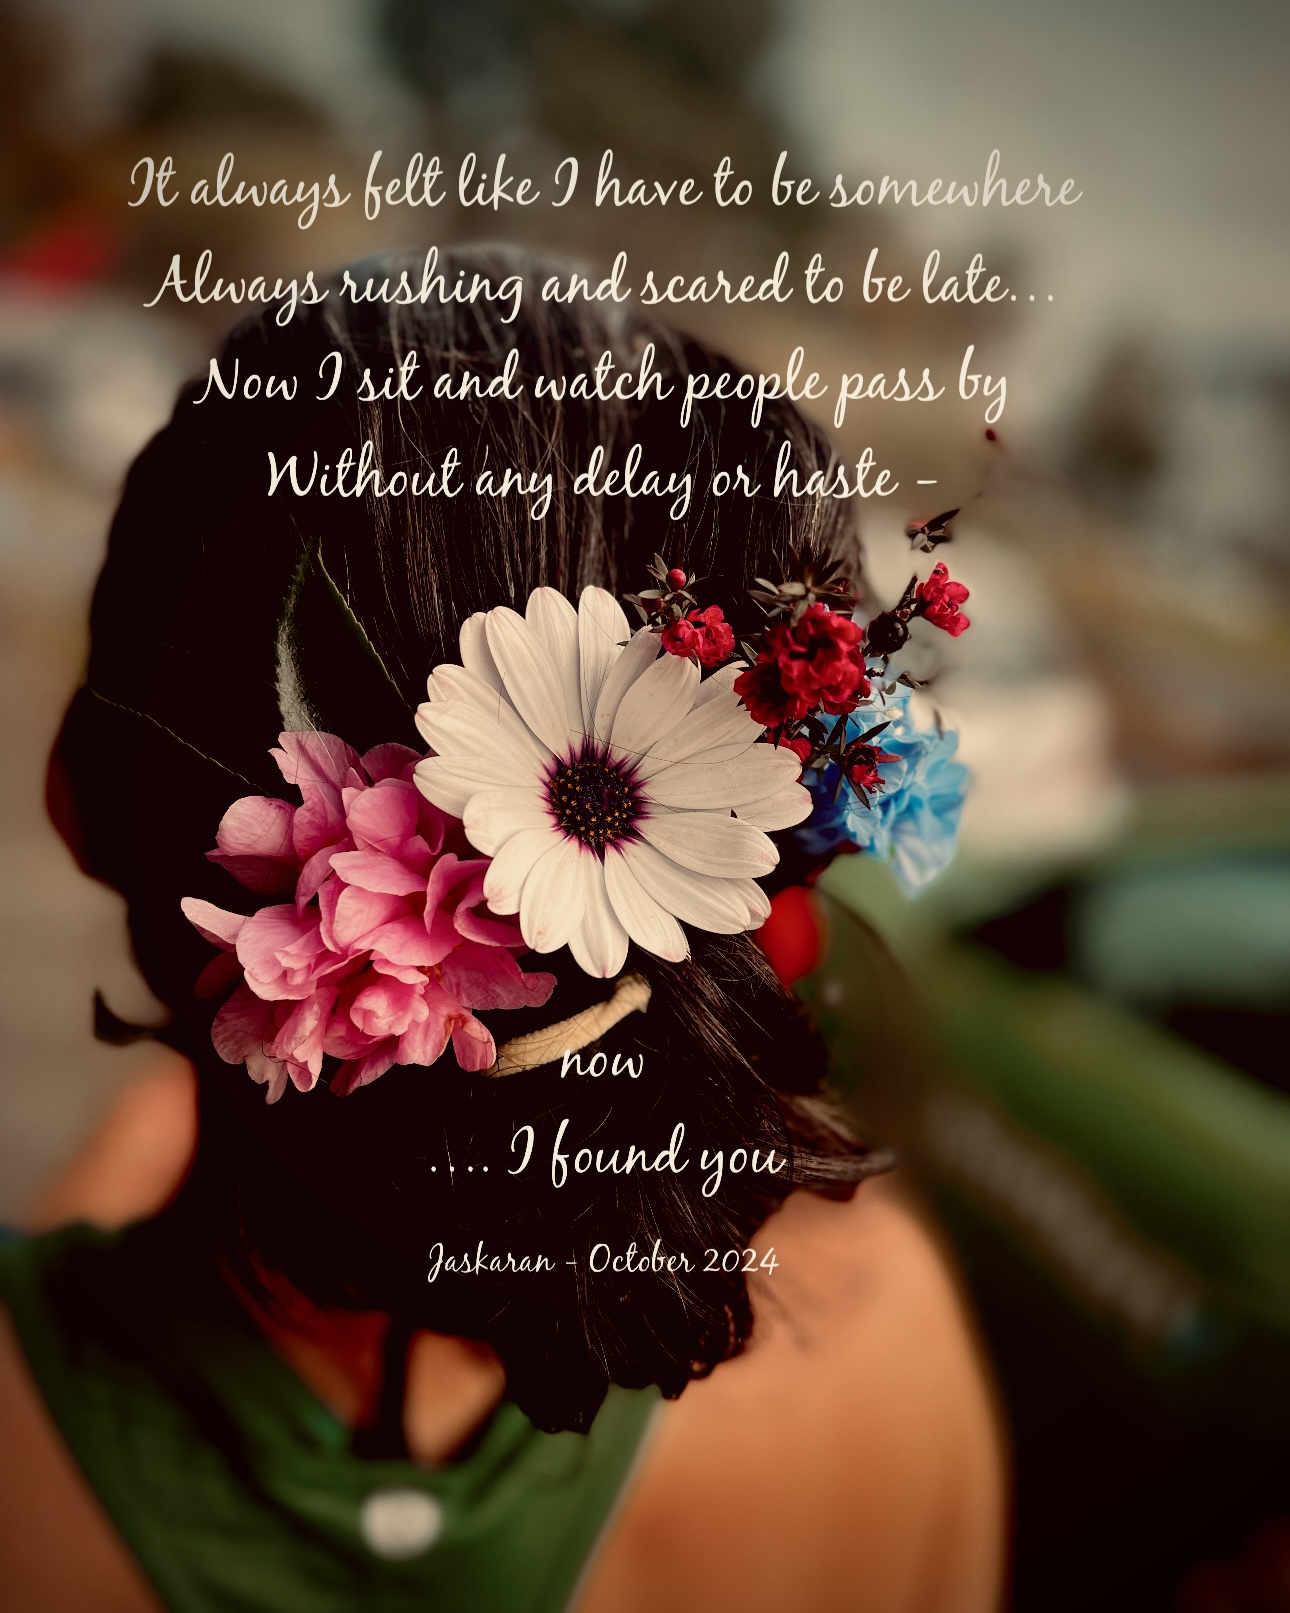 It always felt like I have to be somewhere
Always rushing and scared to be late...
Now I sit and watch people pass by
Without any delay or haste -
now
.... I found you
Jaskaran - October 2024